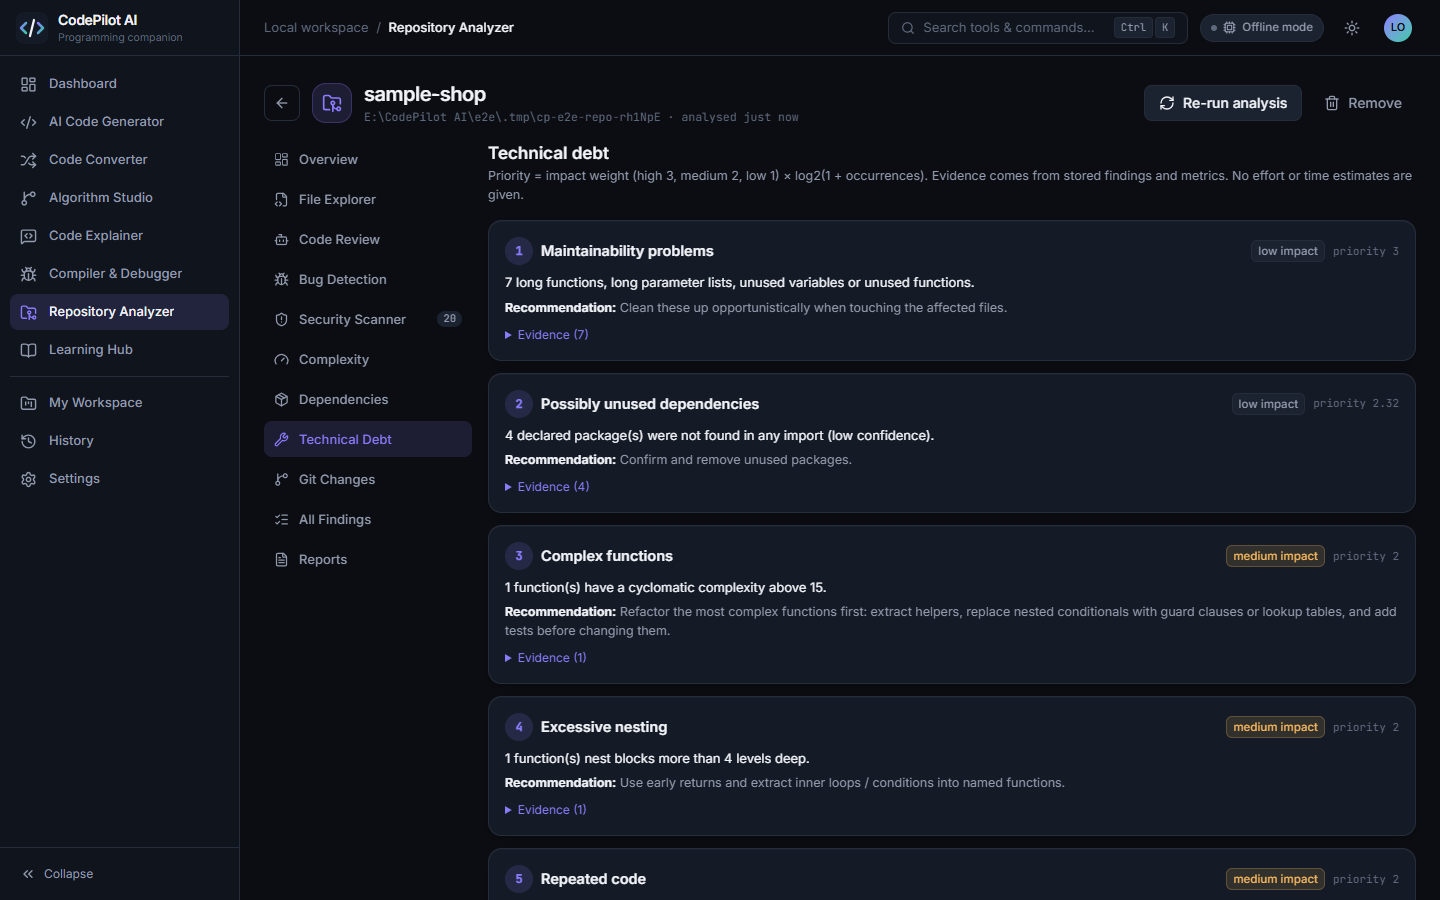 CodePilot AI
Programming companion
Local workspace / Repository Analyzer
Search tools & commands... Ctrl K
Offline mode
LO
Dashboard
AI Code Generator
Code Converter
Algorithm Studio
Code Explainer
Compiler & Debugger
Repository Analyzer
Learning Hub
My Workspace
History
Settings
Collapse
sample-shop
E:\CodePilot AI\e2e\.tmp\cp-e2e-repo-rh1NpE · analysed just now
Re-run analysis
Remove
Overview
File Explorer
Code Review
Bug Detection
Security Scanner 20
Complexity
Dependencies
Technical Debt
Git Changes
All Findings
Reports
Technical debt
Priority = impact weight (high 3, medium 2, low 1) × log2(1 + occurrences). Evidence comes from stored findings and metrics. No effort or time estimates are
given.
1 Maintainability problems low impact priority 3
7 long functions, long parameter lists, unused variables or unused functions.
Recommendation: Clean these up opportunistically when touching the affected files.
Evidence (7)
2 Possibly unused dependencies low impact priority 2.32
4 declared package(s) were not found in any import (low confidence).
Recommendation: Confirm and remove unused packages.
Evidence (4)
3 Complex functions medium impact priority 2
1 function(s) have a cyclomatic complexity above 15.
Recommendation: Refactor the most complex functions first: extract helpers, replace nested conditionals with guard clauses or lookup tables, and add
tests before changing them.
Evidence (1)
4 Excessive nesting medium impact priority 2
1 function(s) nest blocks more than 4 levels deep.
Recommendation: Use early returns and extract inner loops / conditions into named functions.
Evidence (1)
5 Repeated code medium impact priority 2